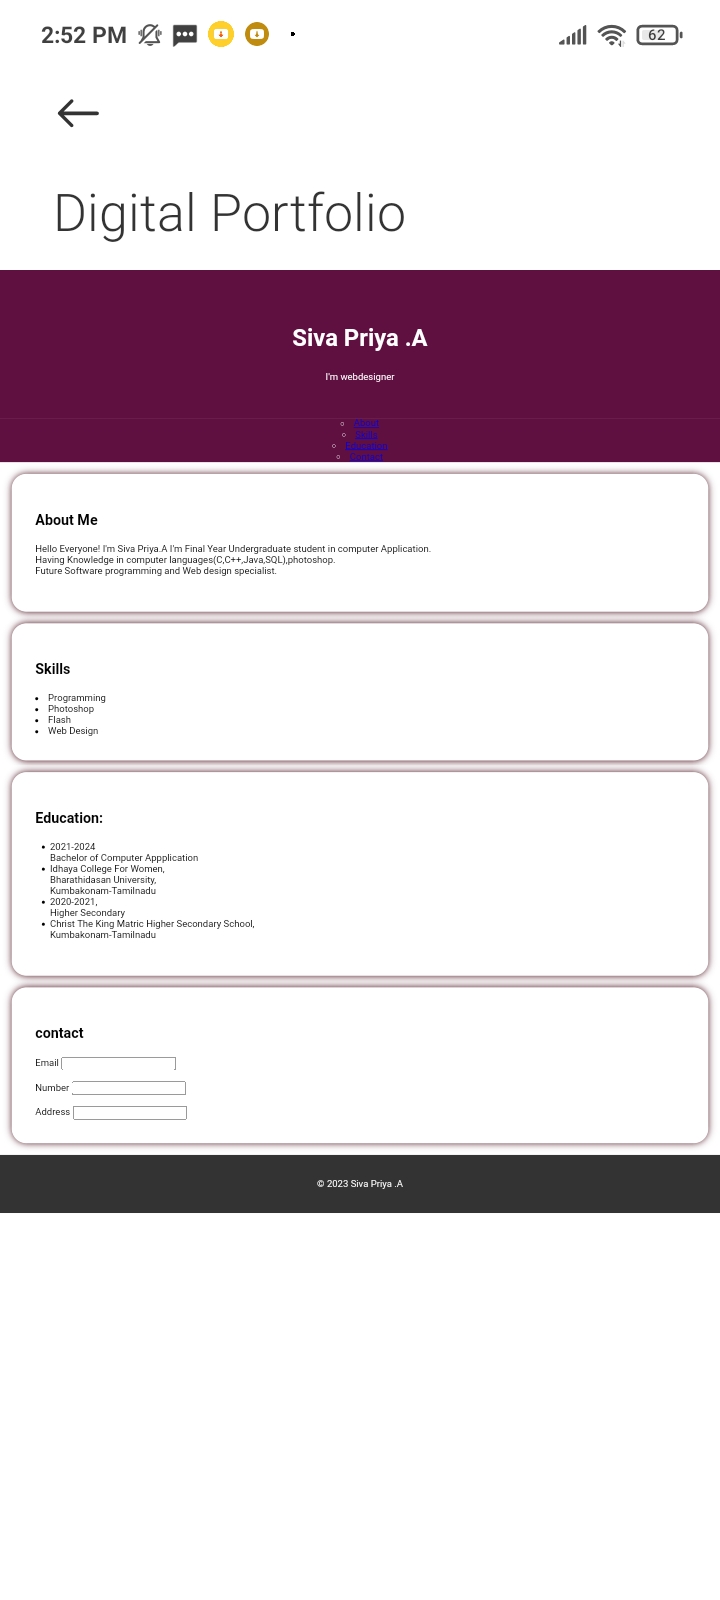 2:52 PM
62
Digital Portfolio
Siva Priya .A
I'm webdesigner
About
Skills
Education
Contact
About Me
Hello Everyone! I'm Siva Priya.A I'm Final Year Undergraduate student in computer Application.
Having Knowledge in computer languages(C,C++,Java,SQL),photoshop.
Future Software programming and Web design specialist.
Skills
Programming
Photoshop
Flash
Web Design
Education:
2021-2024
Bachelor of Computer Appplication
Idhaya College For Women,
Bharathidasan University,
Kumbakonam-Tamilnadu
2020-2021,
Higher Secondary
Christ The King Matric Higher Secondary School,
Kumbakonam-Tamilnadu
contact
Email
Number
Address
© 2023 Siva Priya .A